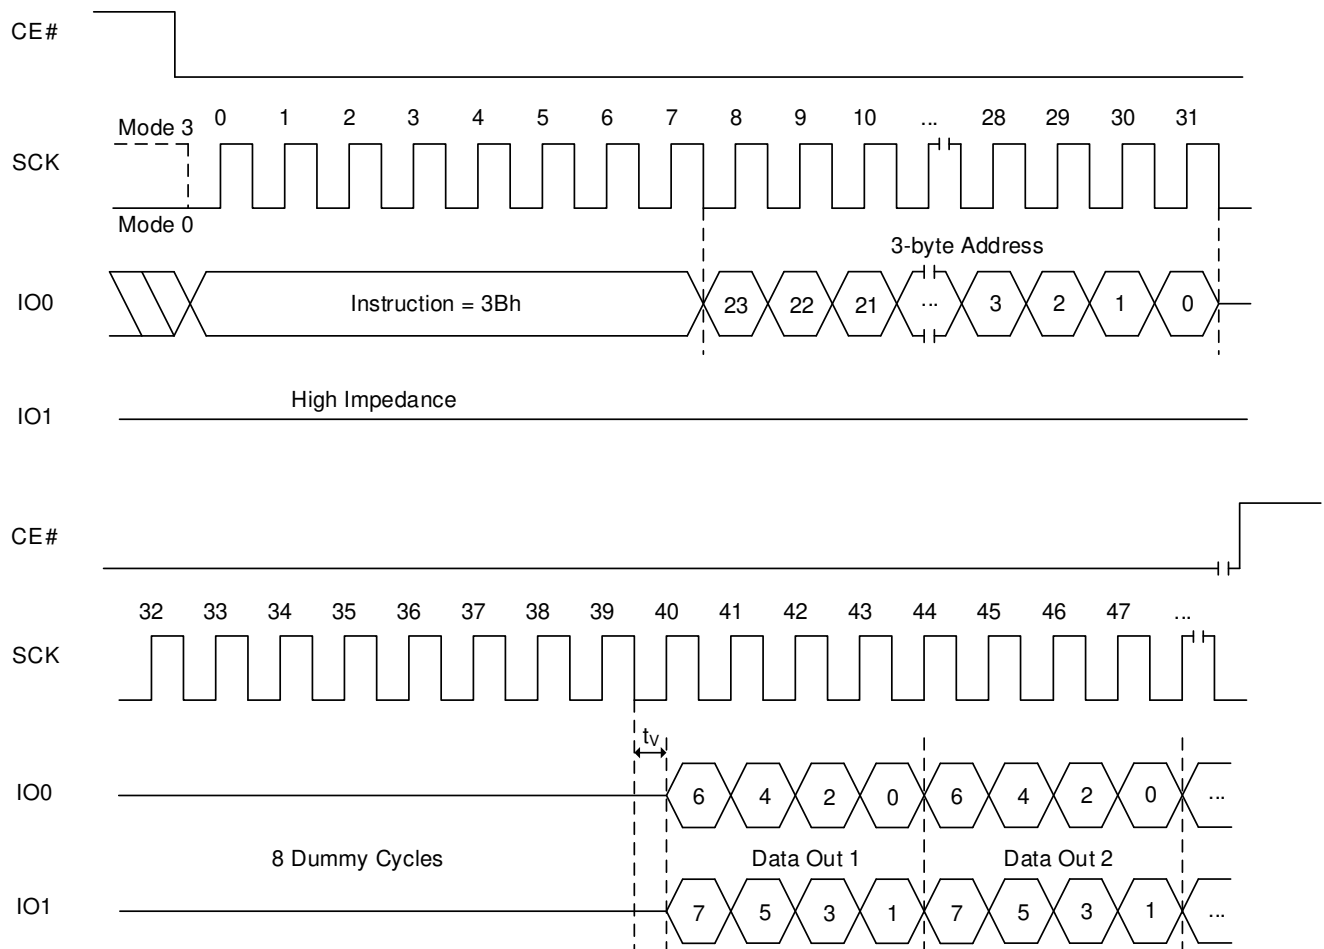 CE#
0 1 2 3 4 5 6 7 8 9 10 ... 28 29 30 31
Mode 3
SCK
Mode 0
3-byte Address
IO0 Instruction = 3Bh 23 22 21 ... 3 2 1 0
High Impedance
IO1
CE#
32 33 34 35 36 37 38 39 40 41 42 43 44 45 46 47 ...
SCK
tV
IO0 6 4 2 0 6 4 2 0 ...
8 Dummy Cycles Data Out 1 Data Out 2
IO1 7 5 3 1 7 5 3 1 ...